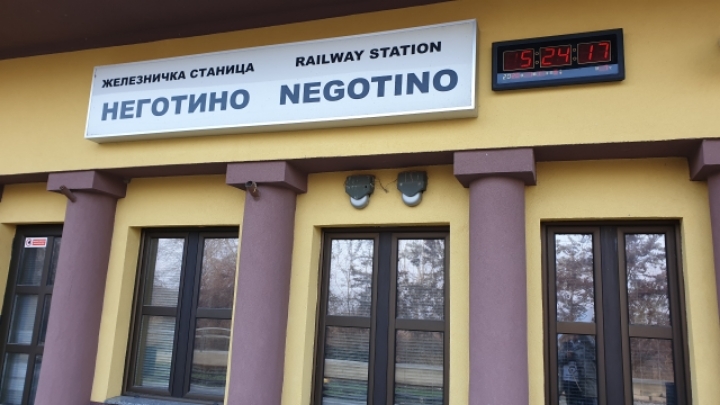 ЖЕЛЕЗНИЧКА СТАНИЦА
RAILWAY STATION
НЕГОТИНО
NEGOTINO
5:24:17